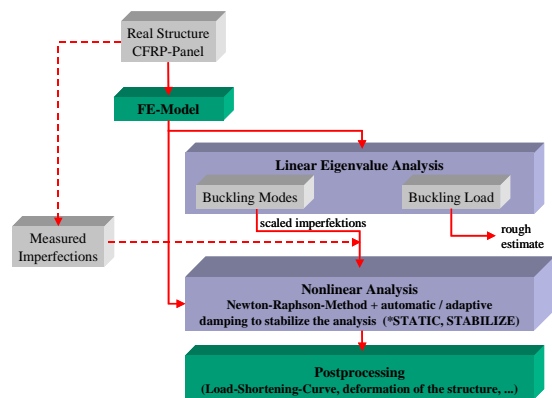 Real Structure
CFRP-Panel
FE-Model
Linear Eigenvalue Analysis
Buckling Modes
Buckling Load
scaled imperfektions
rough
estimate
Measured
Imperfections
Nonlinear Analysis
Newton-Raphson-Method + automatic / adaptive
damping to stabilize the analysis (*STATIC, STABILIZE)
Postprocessing
(Load-Shortening-Curve, deformation of the structure, ...)